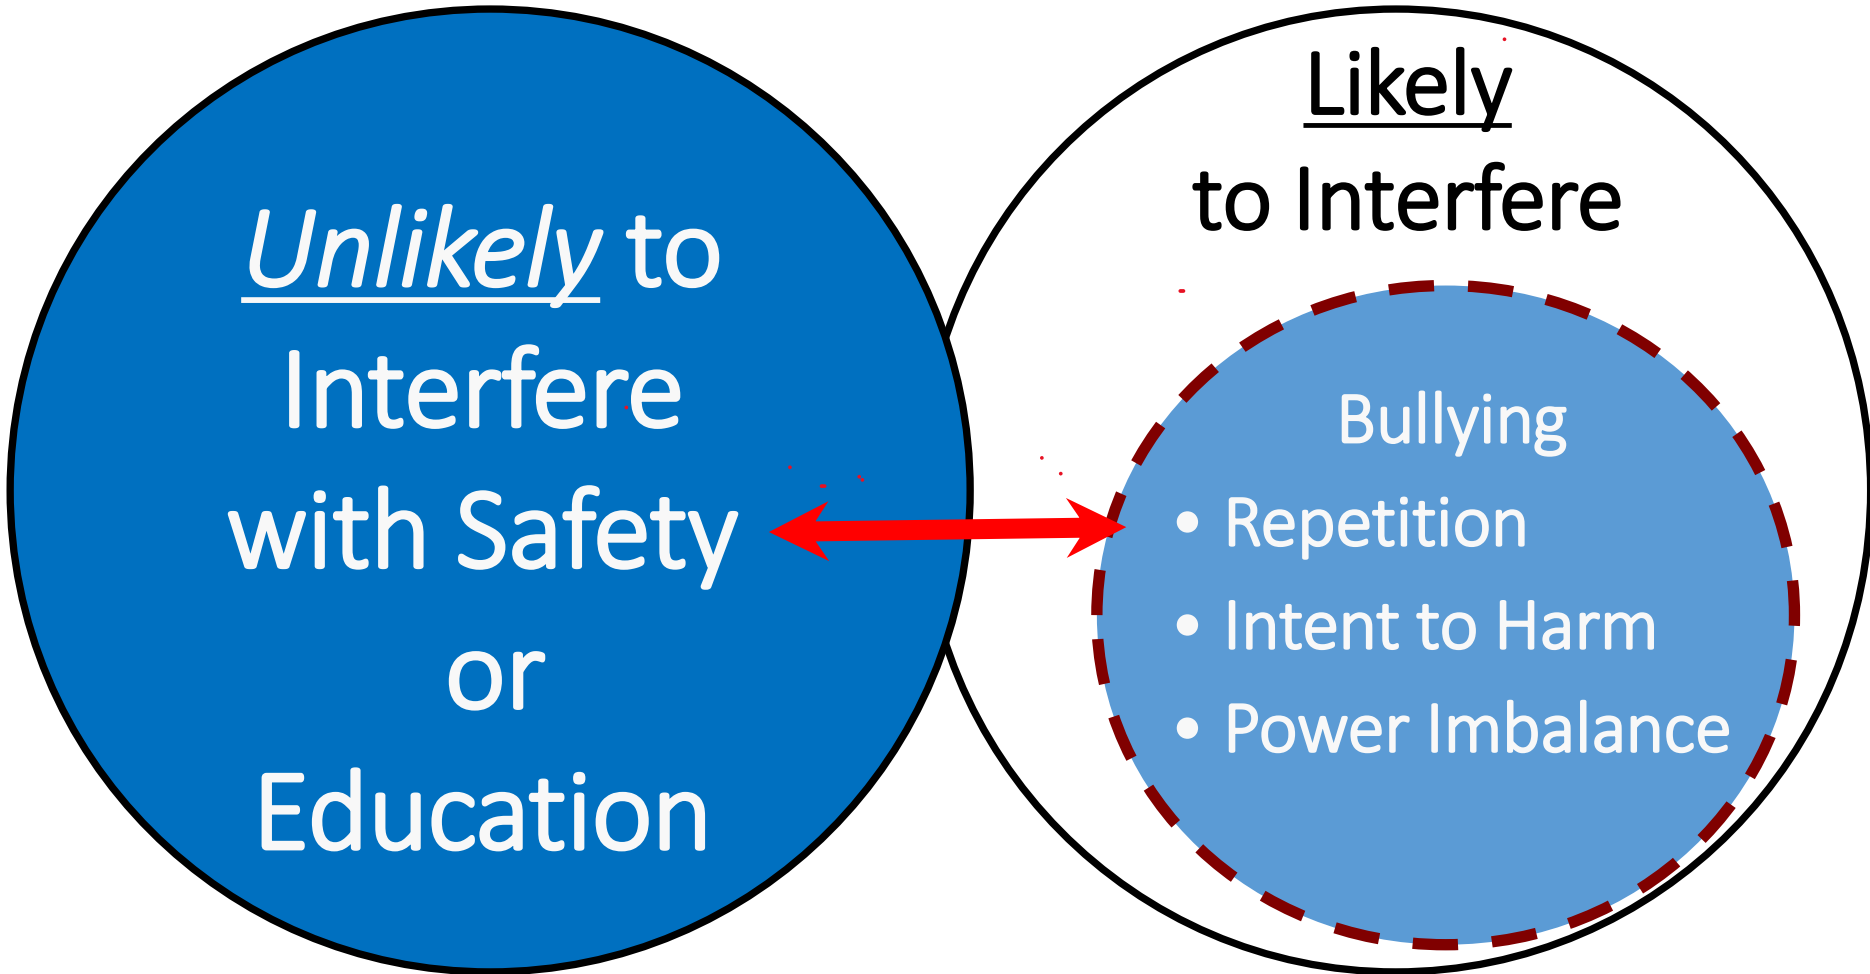 Unlikely to
Interfere
with Safety
or
Education
Likely
to Interfere
Bullying
• Repetition
• Intent to Harm
• Power Imbalance